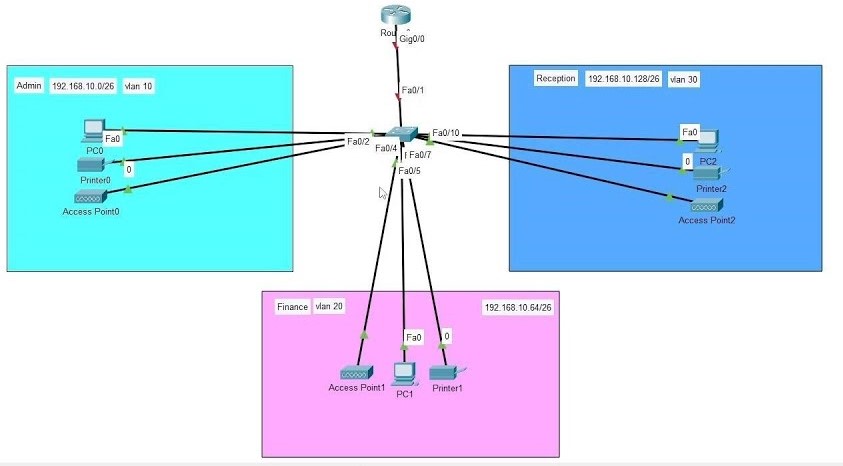 Rou
Gig0/0
Fa0/1
Admin 192.168.10.0/26 vlan 10
Reception 192.168.10.128/26 vlan 30
Fa0/2
Fa0/4
Fa0/7
Fa0/5
Fa0/10
Fa0
PC0
0
Printer0
Access Point0
Fa0
PC2
0
Printer2
Access Point2
Finance vlan 20 192.168.10.64/26
Fa0
0
Access Point1
PC1
Printer1